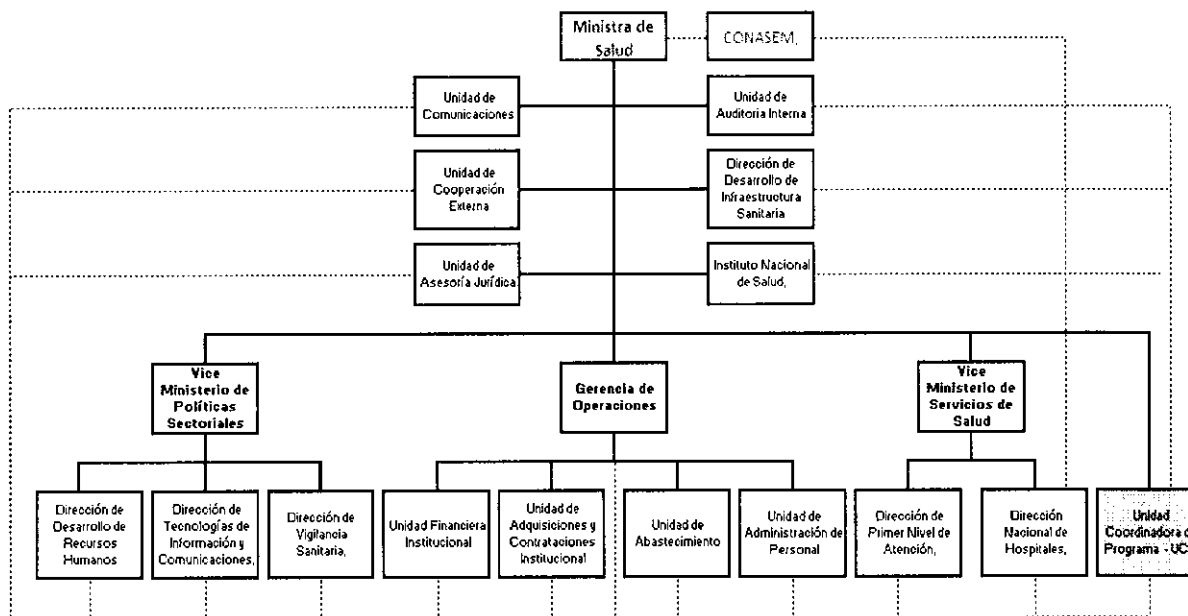 Ministra de
Salud
CONASEM,
Unidad de
Comunicaciones
Unidad de
Auditoria Interna
Unidad de
Cooperación
Externa
Dirección de
Desarrollo de
Infraestructura
Sanitaria
Unidad de
Asesoría Jurídica
Instituto Nacional
de Salud,
Vice
Ministerio de
Políticas
Sectoriales
Gerencia de
Operaciones
Vice
Ministerio de
Servicios de
Salud
Dirección de
Desarrollo de
Recursos
Humanos
Dirección de
Tecnologías de
Información y
Comunicaciones,
Dirección de
Vigilancia
Sanitaria,
Unidad Financiera
Institucional
Unidad de
Adquisiciones y
Contrataciones
Institucional
Unidad de
Abastecimiento
Unidad de
Administración de
Personal
Dirección de
Primer Nivel de
Atención,
Dirección
Nacional de
Hospitales,
Unidad
Coordinadora
Programa -